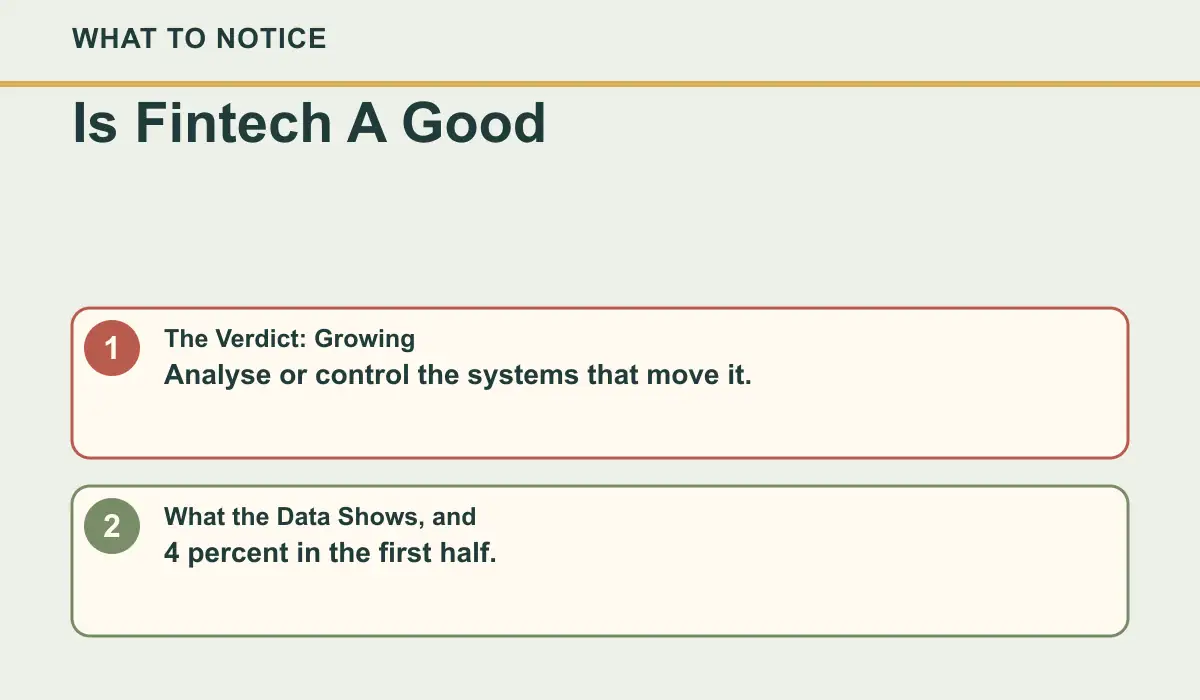 WHAT TO NOTICE
Is Fintech A Good
1
The Verdict: Growing
Analyse or control the systems that move it.
2
What the Data Shows, and
4 percent in the first half.